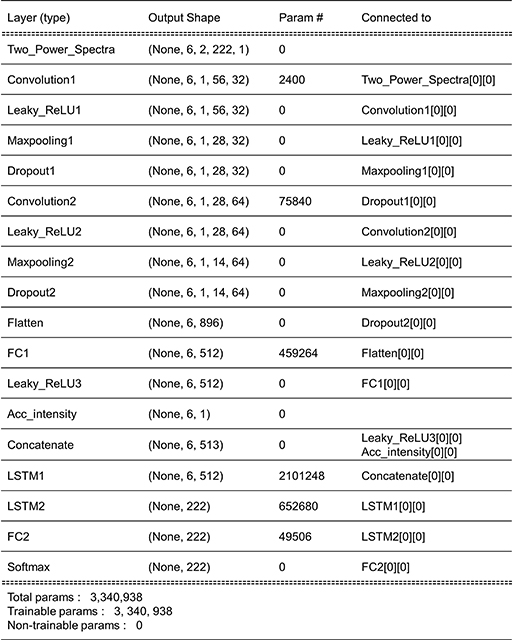 Layer (type) Output Shape Param # Connected to
Two_Power_Spectra (None, 6, 2, 222, 1) 0
Convolution1 (None, 6, 1, 56, 32) 2400 Two_Power_Spectra[0][0]
Leaky_ReLU1 (None, 6, 1, 56, 32) 0 Convolution1[0][0]
Maxpooling1 (None, 6, 1, 28, 32) 0 Leaky_ReLU1[0][0]
Dropout1 (None, 6, 1, 28, 32) 0 Maxpooling1[0][0]
Convolution2 (None, 6, 1, 28, 64) 75840 Dropout1[0][0]
Leaky_ReLU2 (None, 6, 1, 28, 64) 0 Convolution2[0][0]
Maxpooling2 (None, 6, 1, 14, 64) 0 Leaky_ReLU2[0][0]
Dropout2 (None, 6, 1, 14, 64) 0 Maxpooling2[0][0]
Flatten (None, 6, 896) 0 Dropout2[0][0]
FC1 (None, 6, 512) 459264 Flatten[0][0]
Leaky_ReLU3 (None, 6, 512) 0 FC1[0][0]
Acc_intensity (None, 6, 1) 0
Concatenate (None, 6, 513) 0 Leaky_ReLU3[0][0]
Acc_intensity[0][0]
LSTM1 (None, 6, 512) 2101248 Concatenate[0][0]
LSTM2 (None, 222) 652680 LSTM1[0][0]
FC2 (None, 222) 49506 LSTM2[0][0]
Softmax (None, 222) 0 FC2[0][0]
Total params : 3,340,938
Trainable params : 3, 340, 938
Non-trainable params : 0